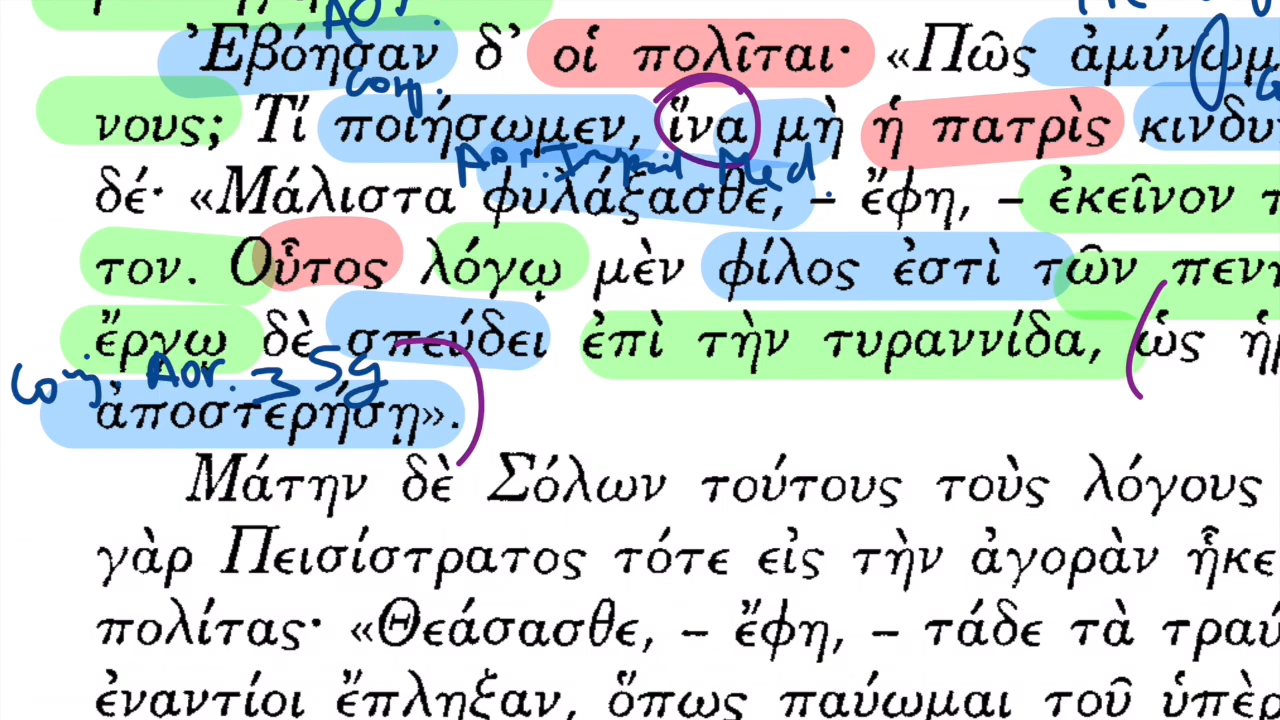 Aor.
Ἐβόησαν δ’ οἱ πολῖται· «Πῶς ἀμύνωμ
Conj.
νους; Τί ποιήσωμεν, ἵνα μὴ ἡ πατρὶς κινδυ
Aor. Imper. Med.
δέ· «Μάλιστα φυλάξασθε, – ἔφη, – ἐκεῖνον τ
τον. Οὗτος λόγῳ μὲν φίλος ἐστὶ τῶν πεν
ἔργῳ δὲ σπεύδει ἐπὶ τὴν τυραννίδα, ὡς ἡ
Conj. Aor. 3 Sg
ἀποστερήσῃ».
Μάτην δὲ Σόλων τούτους τοὺς λόγους
γὰρ Πεισίστρατος τότε εἰς τὴν ἀγορὰν ἧκε
πολίτας· «Θεάσασθε, – ἔφη, – τάδε τὰ τραύ
ἐναντίοι ἔπληξαν, ὅπως παύωμαι τοῦ ὑπὲρ